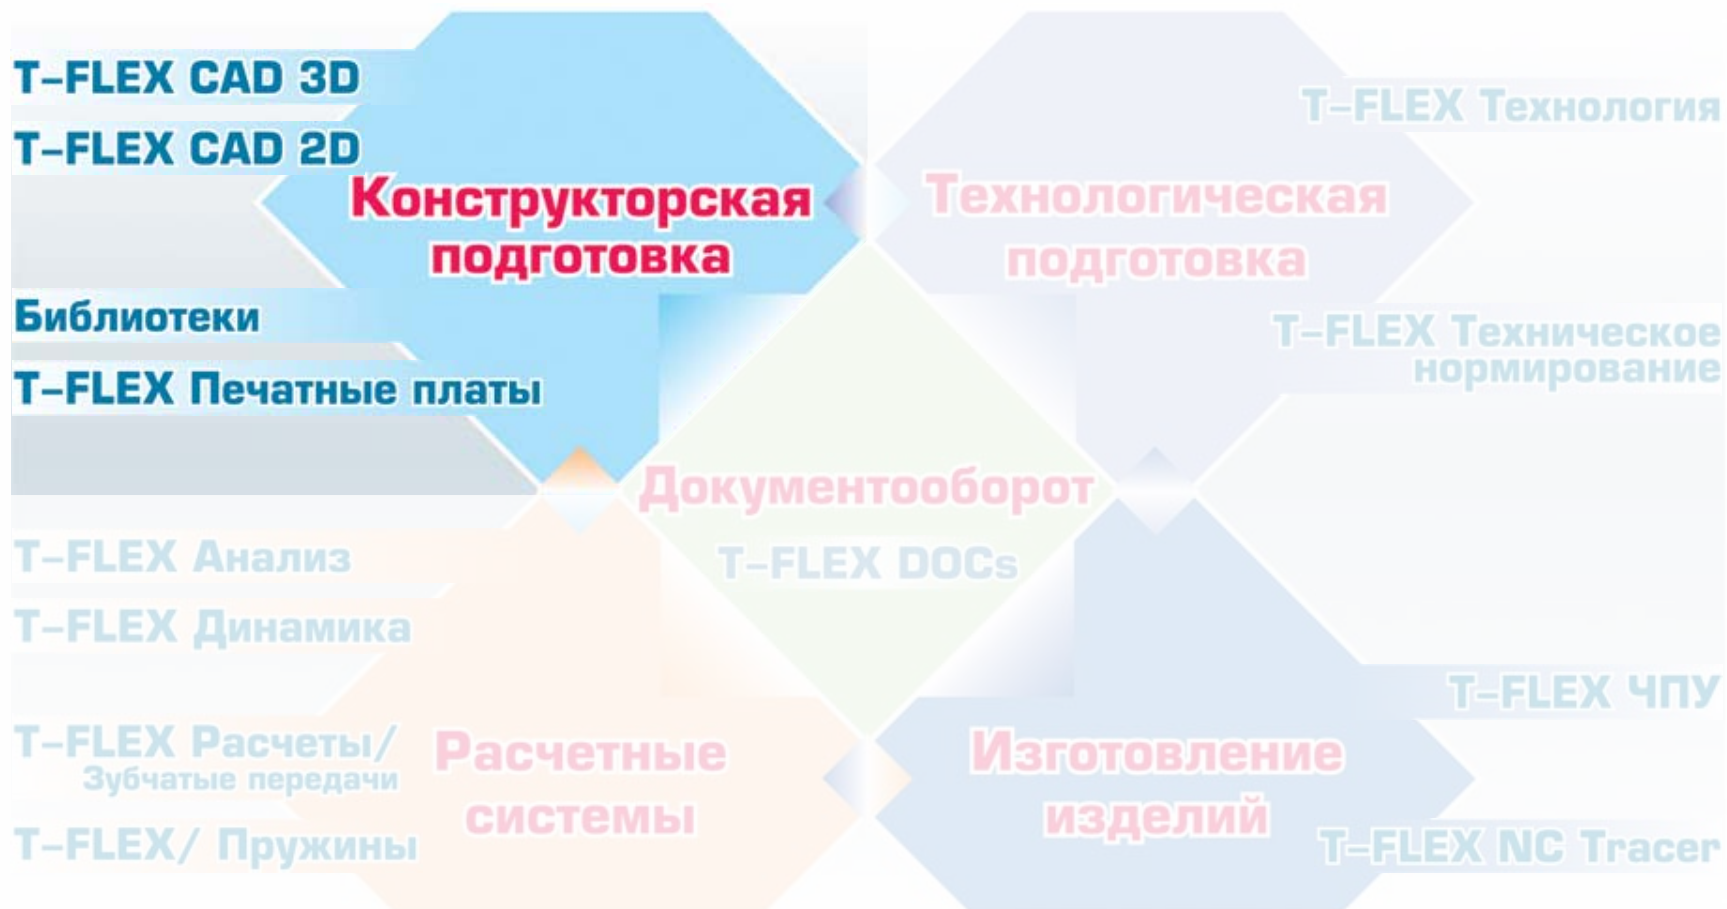 T–FLEX CAD 3D
T–FLEX CAD 2D
Конструкторская
подготовка
Библиотеки
T–FLEX Печатные платы
T–FLEX Технология
Технологическая
подготовка
T–FLEX Техническое
нормирование
Документооборот
T–FLEX DOCs
T–FLEX Анализ
T–FLEX Динамика
T–FLEX Расчеты/
Зубчатые передачи
T–FLEX/ Пружины
Расчетные
системы
Изготовление
изделий
T–FLEX ЧПУ
T–FLEX NC Tracer